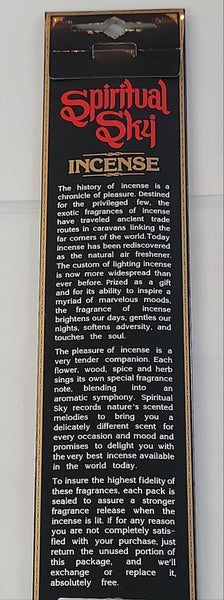 Spiritual
Sky
INCENSE
The history of incense is a
chronicle of pleasure. Destined
for the privileged few, the
exotic fragrances of incense
have traveled ancient trade
routes in caravans linking the
far corners of the world. Today
incense has been rediscovered
as the natural air freshener.
The custom of lighting incense
is now more widespread than
ever before. Prized as a gift
and for its ability to inspire a
myriad of marvelous moods,
the fragrance of incense
brightens our days, gentles our
nights, softens adversity, and
touches the soul.
The pleasure of incense is a
very tender companion. Each
flower, wood, spice and herb
sings its own special fragrance
note, blending into an
aromatic symphony. Spiritual
Sky records nature's scented
melodies to bring you a
delicately different scent for
every occasion and mood and
promises to delight you with
the very best incense available
in the world today.
To insure the highest fidelity of
these fragrances, each pack is
sealed to assure a stronger
fragrance release when the
incense is lit. If for any reason
you are not completely satis-
fied with your purchase, just
return the unused portion of
this package, and we'll
exchange or replace it,
absolutely free.